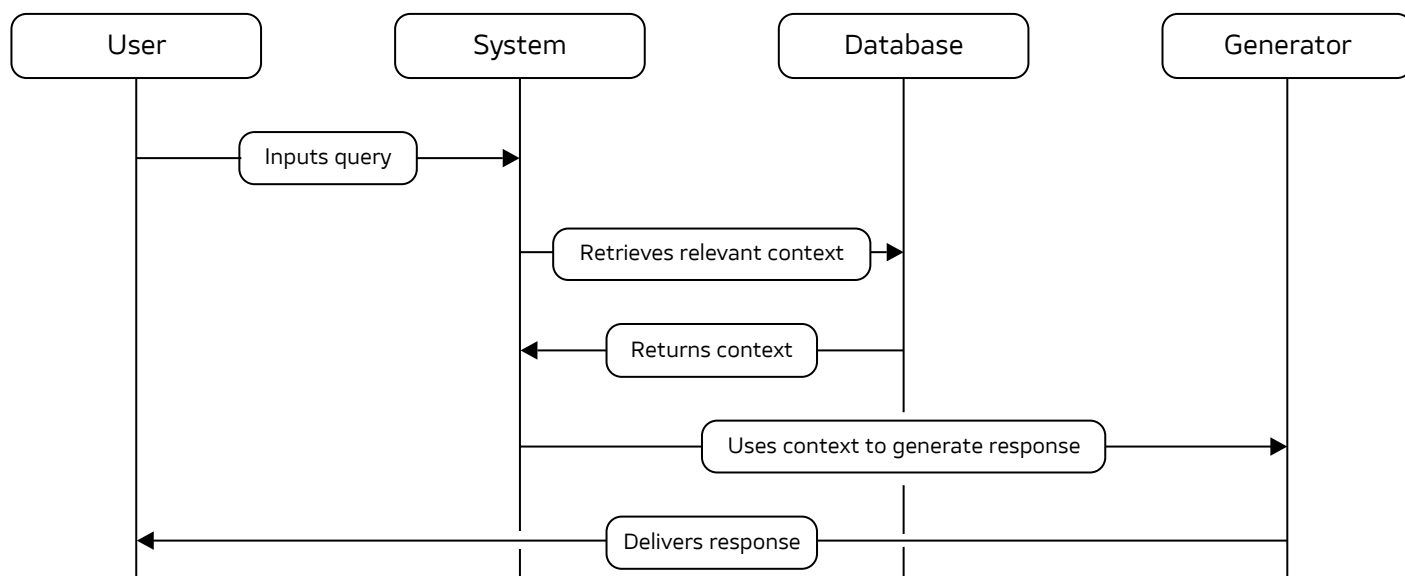 User
System
Database
Generator
Inputs query
Retrieves relevant context
Returns context
Uses context to generate response
Delivers response